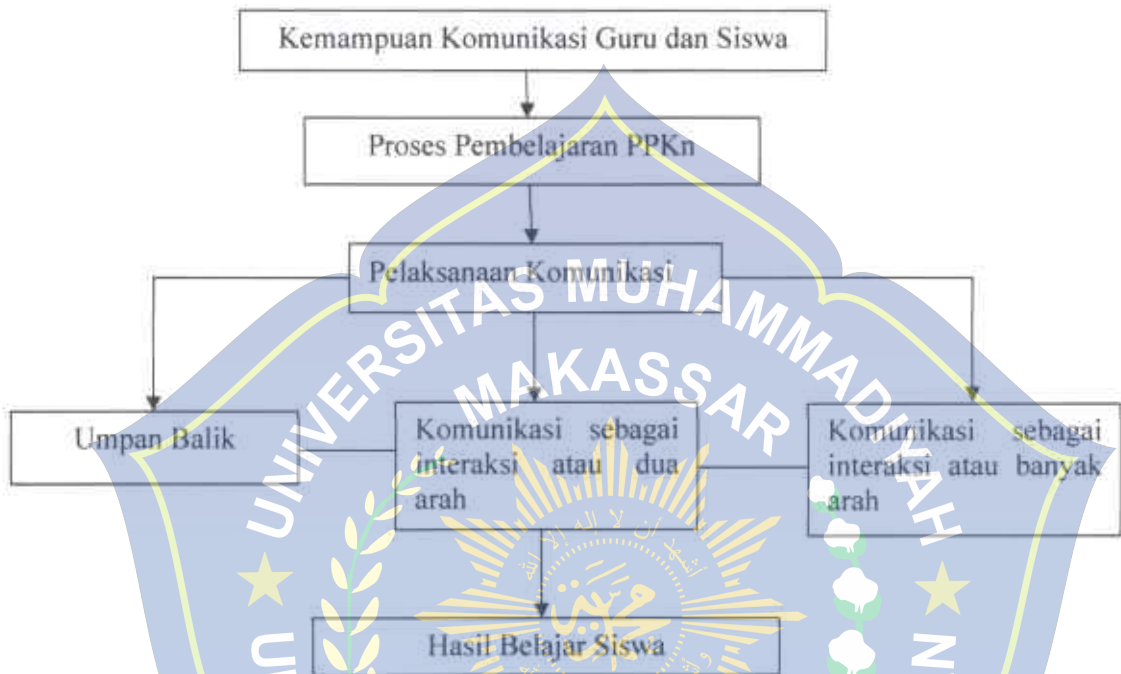 Kemampuan Komunikasi Guru dan Siswa
Proses Pembelajaran PPKn
Pelaksanaan Komunikasi
UNIVERSITAS MUHAMMADIYAH
MAKASSAR
Umpan Balik
Komunikasi sebagai
interaksi atau dua
arah
Komunikasi sebagai
interaksi atau banyak
arah
Hasil Belajar Siswa